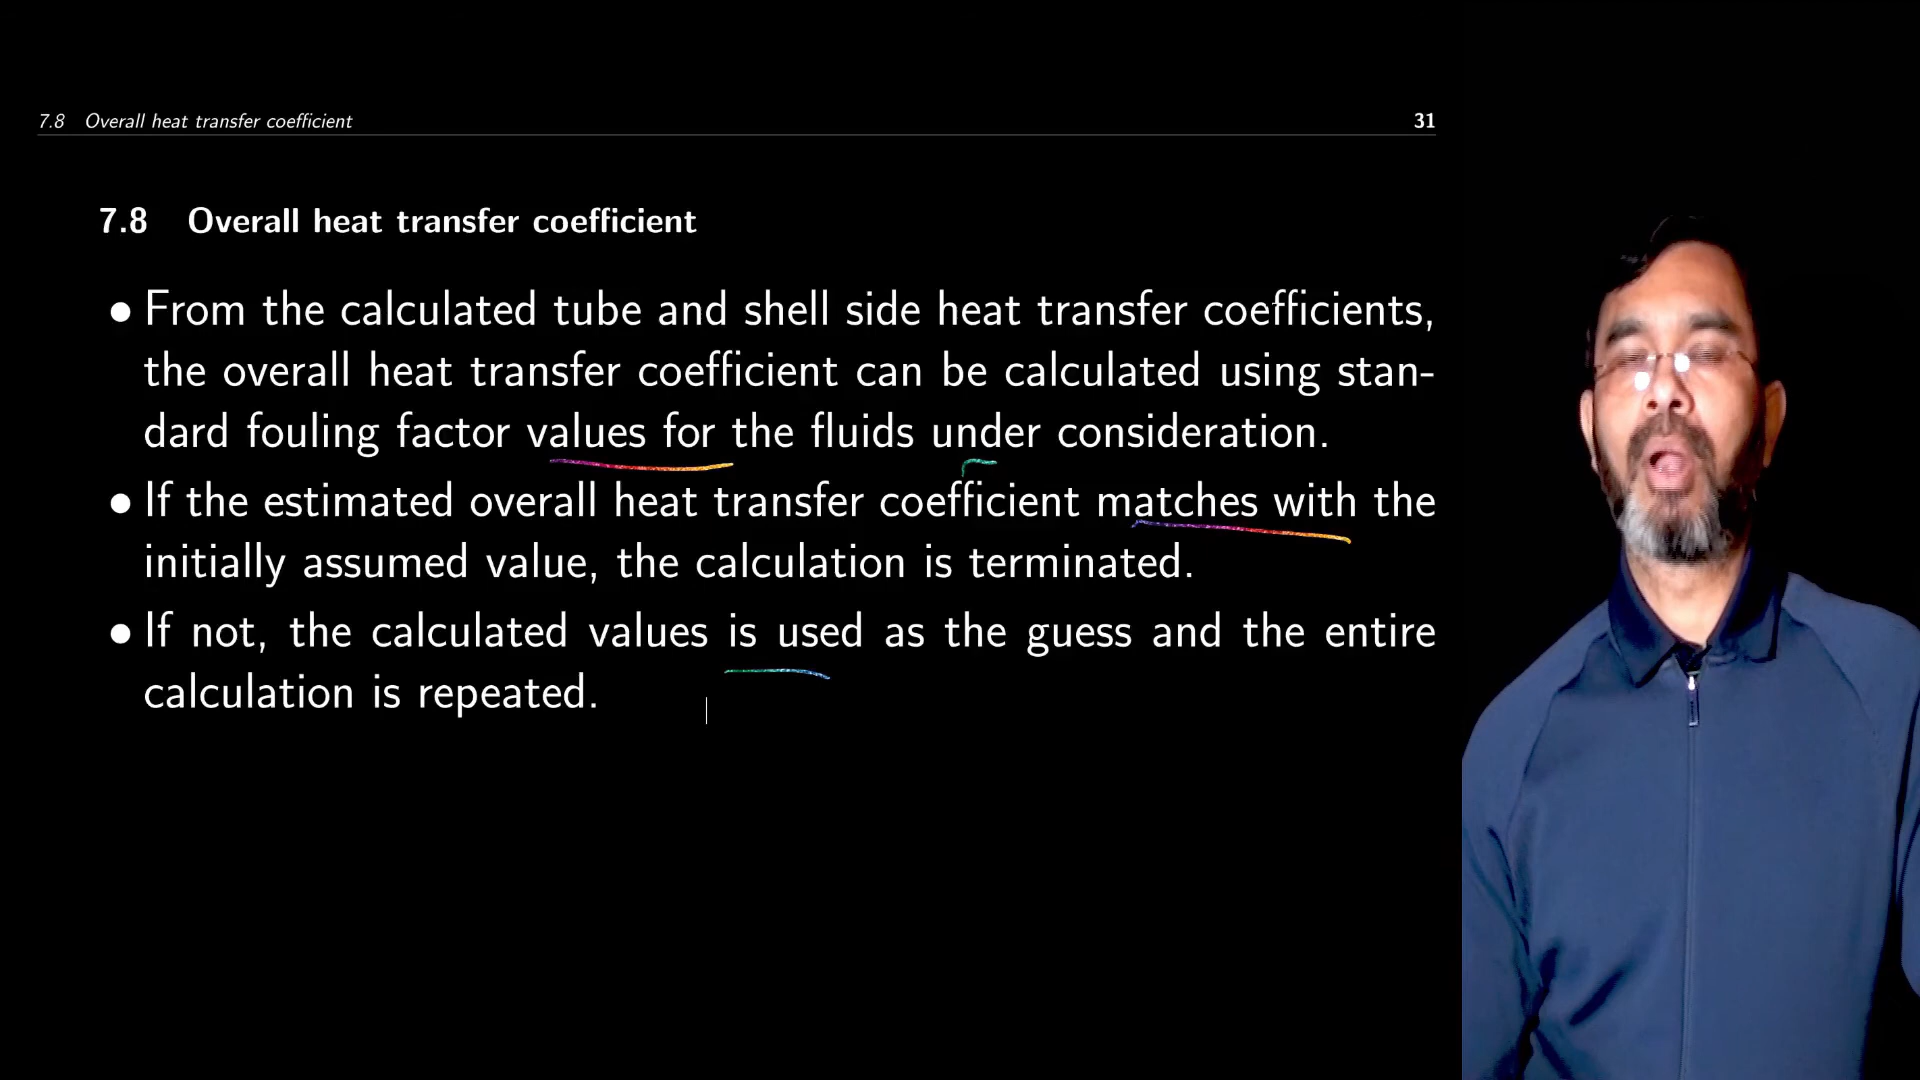 7.8 Overall heat transfer coefficient 31
7.8 Overall heat transfer coefficient
• From the calculated tube and shell side heat transfer coefficients,
the overall heat transfer coefficient can be calculated using stan-
dard fouling factor values for the fluids under consideration.
• If the estimated overall heat transfer coefficient matches with the
initially assumed value, the calculation is terminated.
• If not, the calculated values is used as the guess and the entire
calculation is repeated.